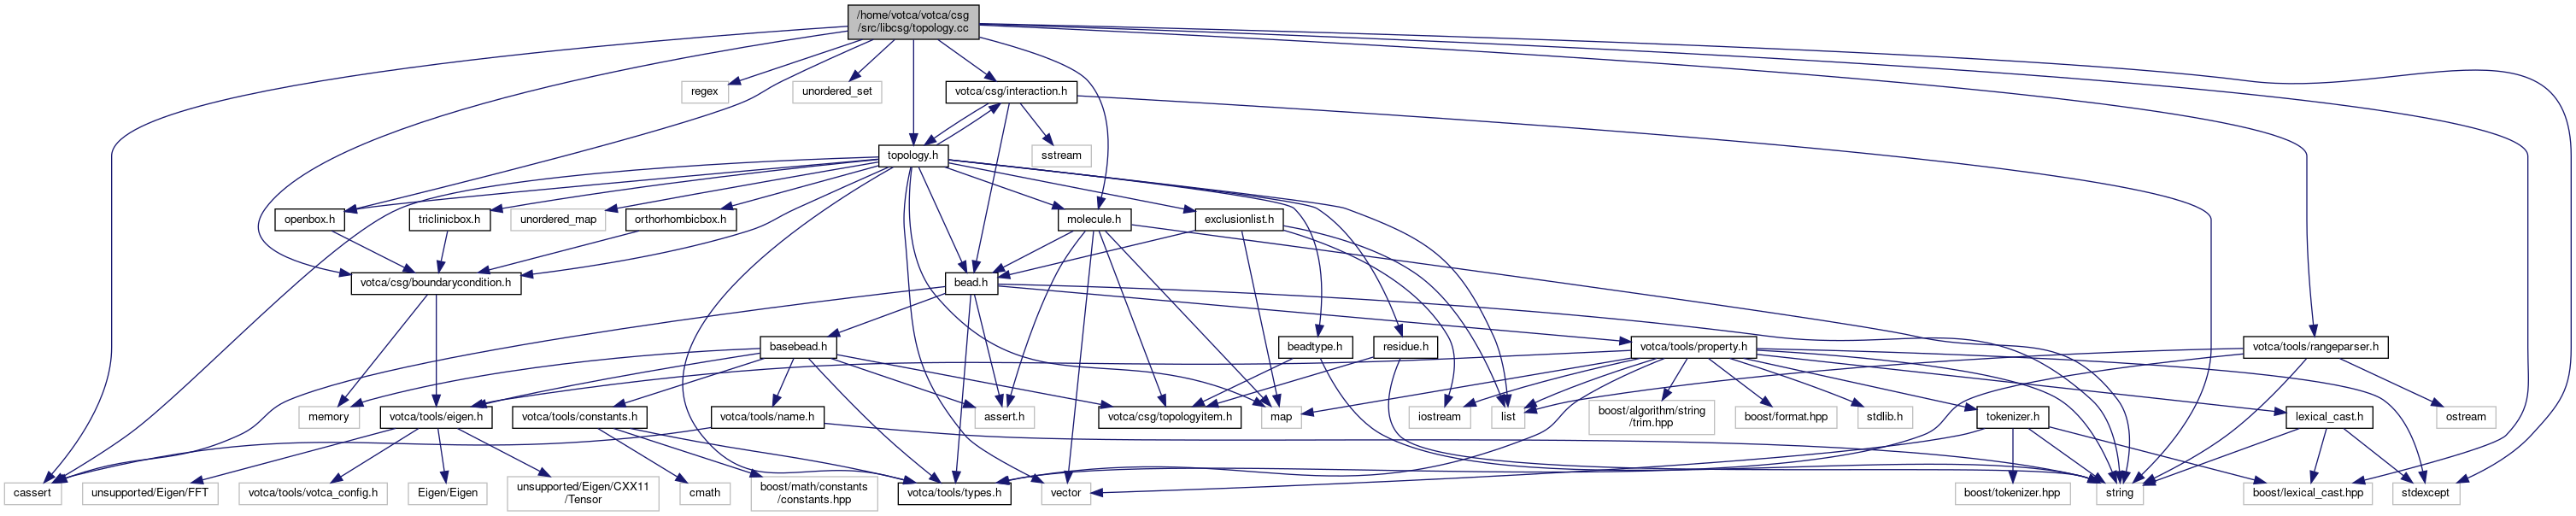 /home/votca/votca/csg
/src/libcsg/topology.cc
regex
unordered_set
votca/csg/interaction.h
topology.h
sstream
openbox.h
triclinicbox.h
unordered_map
orthorhombicbox.h
molecule.h
exclusionlist.h
votca/csg/boundarycondition.h
bead.h
basebead.h
beadtype.h
residue.h
votca/tools/property.h
votca/tools/rangeparser.h
memory
votca/tools/eigen.h
votca/tools/constants.h
votca/tools/name.h
assert.h
votca/csg/topologyitem.h
map
iostream
list
boost/algorithm/string
/trim.hpp
boost/format.hpp
stdlib.h
tokenizer.h
lexical_cast.h
ostream
cassert
unsupported/Eigen/FFT
votca/tools/votca_config.h
Eigen/Eigen
unsupported/Eigen/CXX11
/Tensor
cmath
boost/math/constants
/constants.hpp
votca/tools/types.h
vector
boost/tokenizer.hpp
string
boost/lexical_cast.hpp
stdexcept